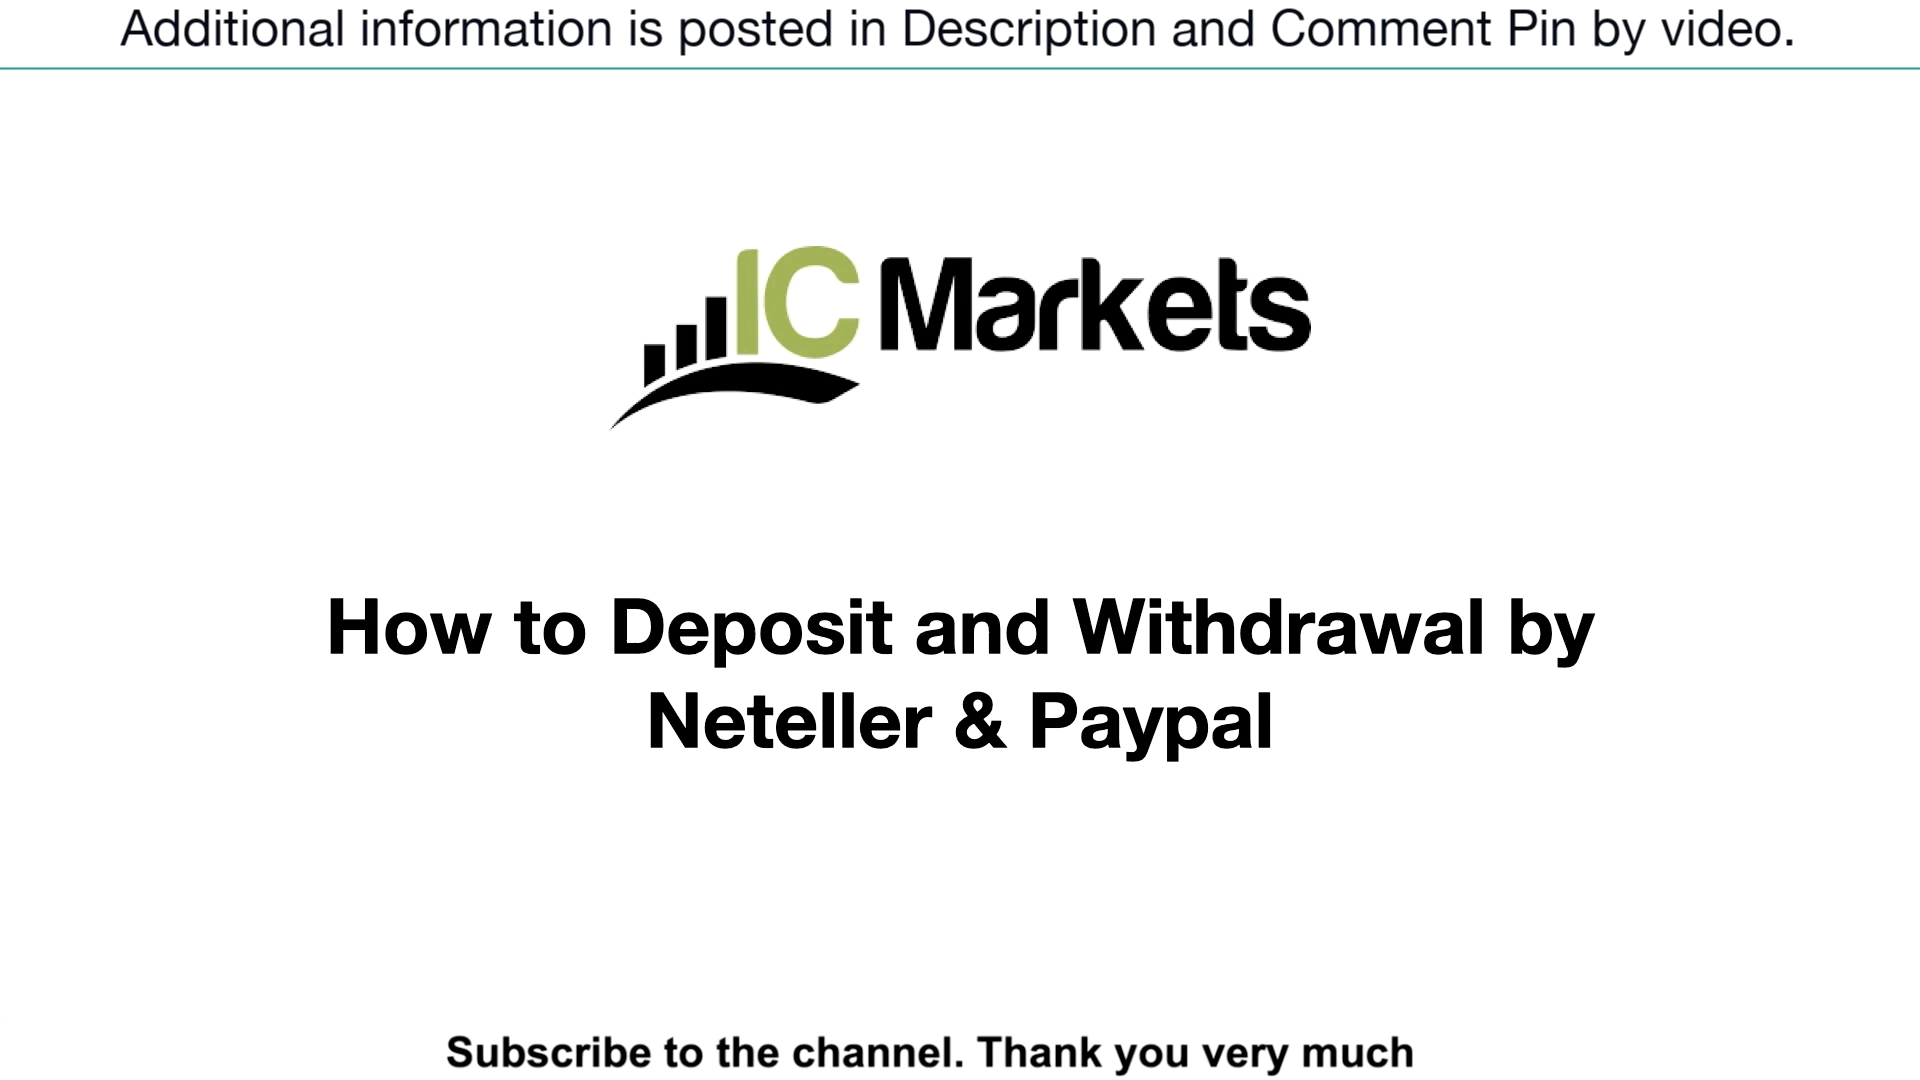 Additional information is posted in Description and Comment Pin by video.
IC Markets
How to Deposit and Withdrawal by
Neteller & Paypal
Subscribe to the channel. Thank you very much